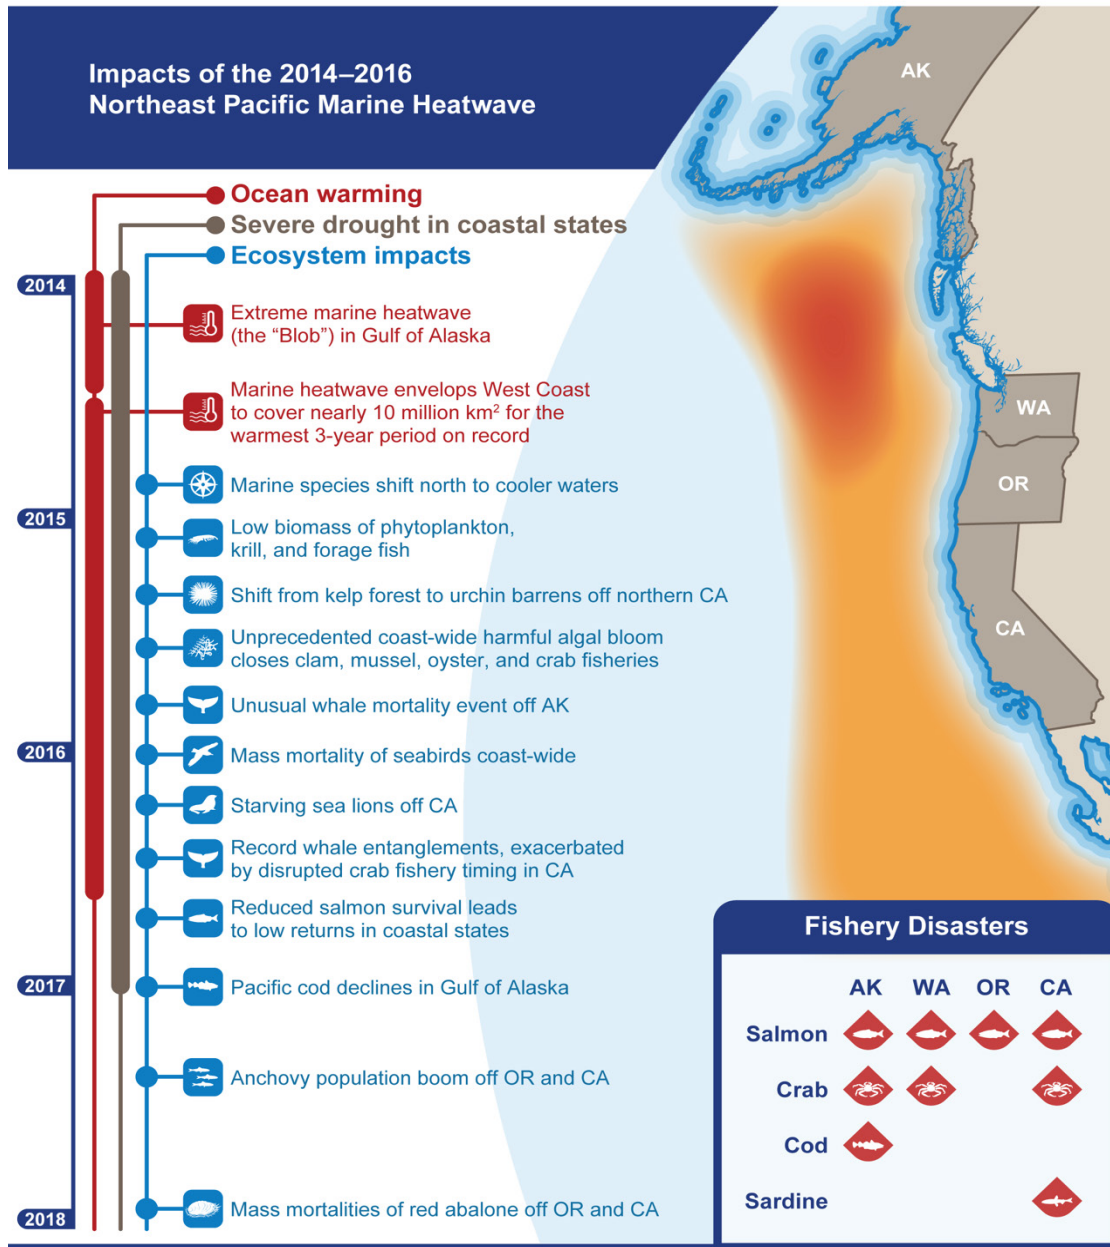 Impacts of the 2014–2016
Northeast Pacific Marine Heatwave
Ocean warming
Severe drought in coastal states
Ecosystem impacts
2014
Extreme marine heatwave
(the “Blob”) in Gulf of Alaska
Marine heatwave envelops West Coast
to cover nearly 10 million km² for the
warmest 3-year period on record
Marine species shift north to cooler waters
2015
Low biomass of phytoplankton,
krill, and forage fish
Shift from kelp forest to urchin barrens off northern CA
Unprecedented coast-wide harmful algal bloom
closes clam, mussel, oyster, and crab fisheries
Unusual whale mortality event off AK
2016
Mass mortality of seabirds coast-wide
Starving sea lions off CA
Record whale entanglements, exacerbated
by disrupted crab fishery timing in CA
Reduced salmon survival leads
to low returns in coastal states
2017
Pacific cod declines in Gulf of Alaska
Anchovy population boom off OR and CA
2018
Mass mortalities of red abalone off OR and CA
AK
WA
OR
CA
Fishery Disasters
AK WA OR CA
Salmon
Crab
Cod
Sardine